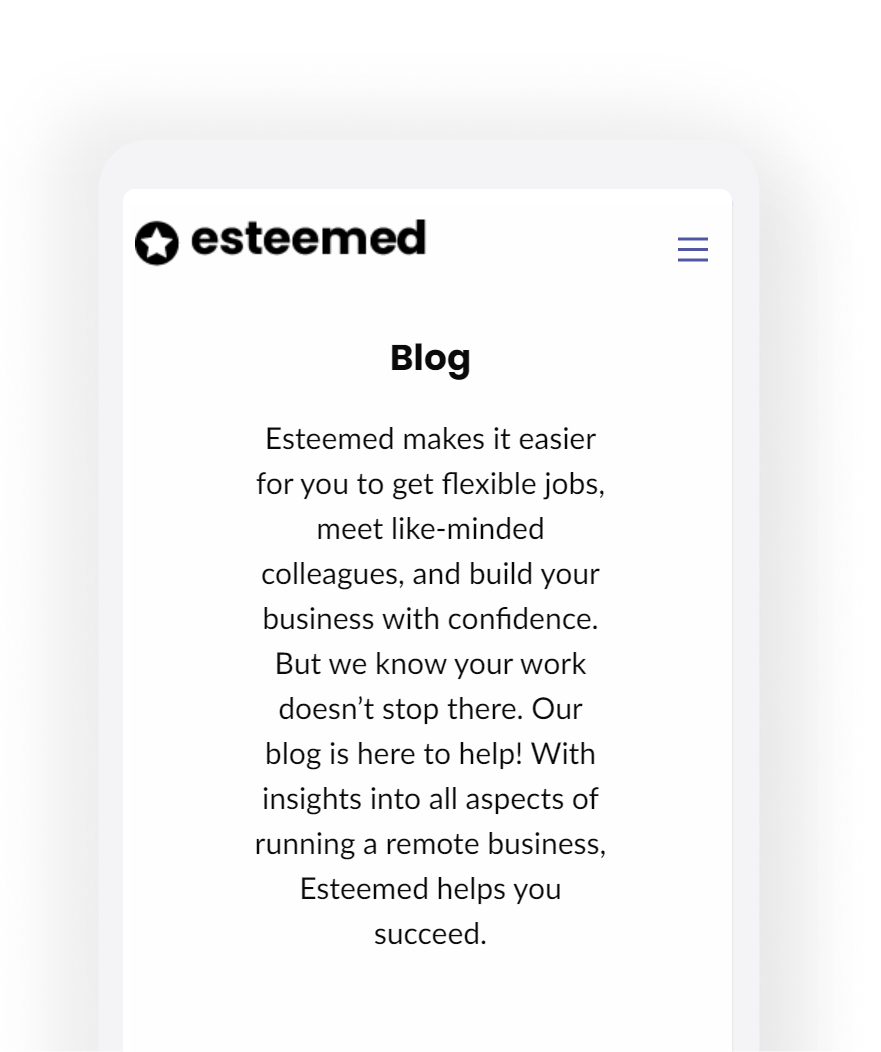 esteemed
Blog
Esteemed makes it easier
for you to get flexible jobs,
meet like-minded
colleagues, and build your
business with confidence.
But we know your work
doesn’t stop there. Our
blog is here to help! With
insights into all aspects of
running a remote business,
Esteemed helps you
succeed.